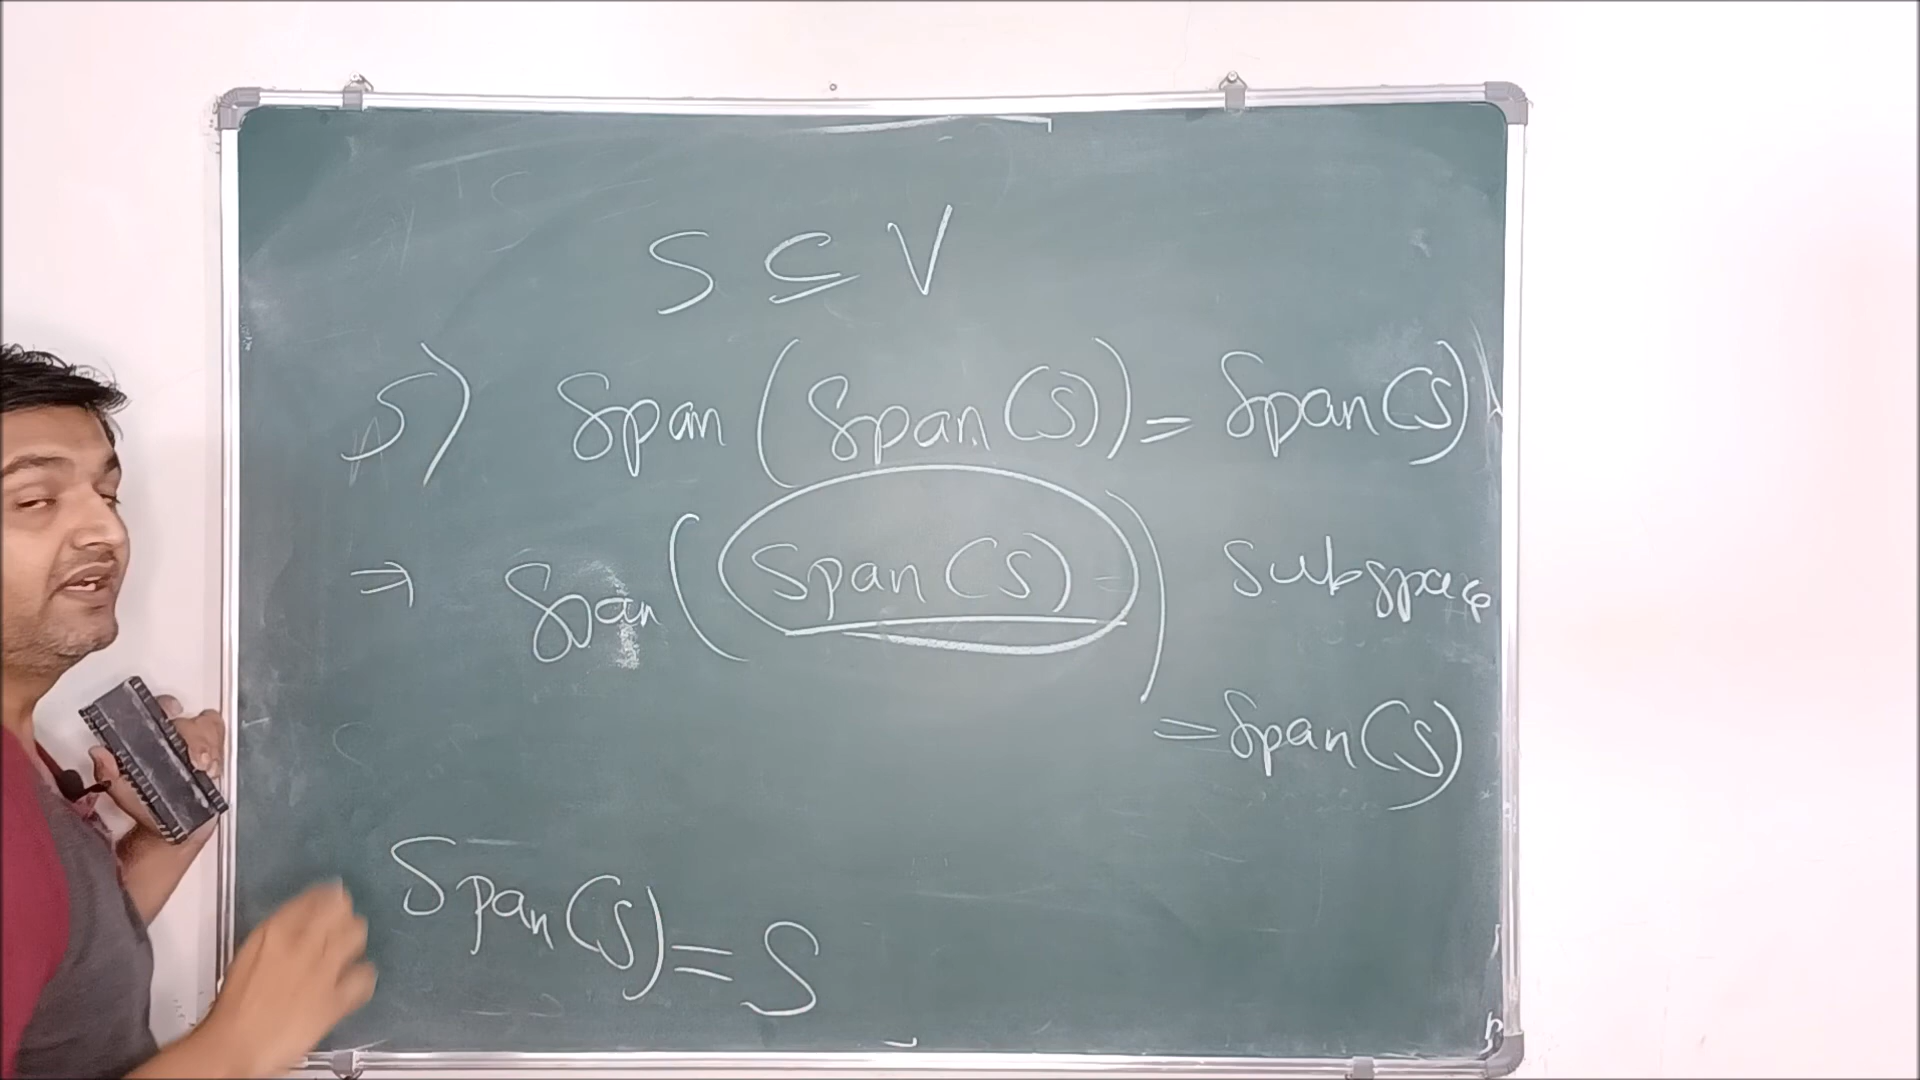 S ⊆ V
5) Span (Span(S)) = Span(S)
⇒ Span (Span(S)) Subspace
= Span(S)
Span(S) = S